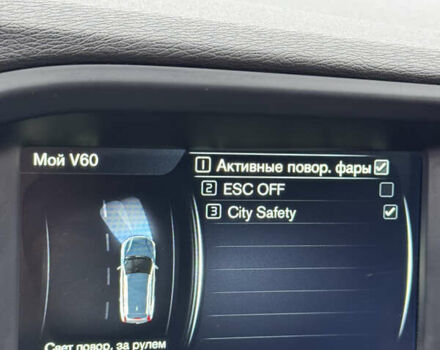 Мой V60
1 Активные повор. фары
2 ESC OFF
3 City Safety
Свет повор. за рулем